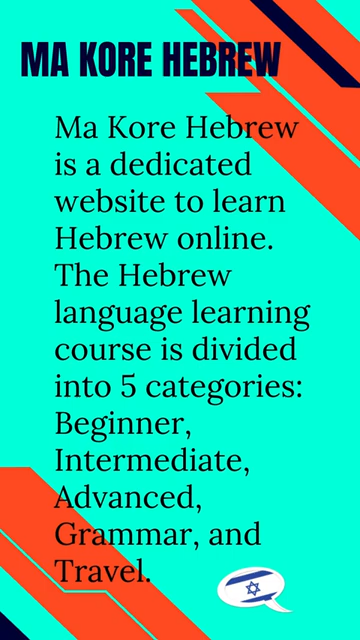 MA KORE HEBREW
Ma Kore Hebrew
is a dedicated
website to learn
Hebrew online.
The Hebrew
language learning
course is divided
into 5 categories:
Beginner,
Intermediate,
Advanced,
Grammar, and
Travel.